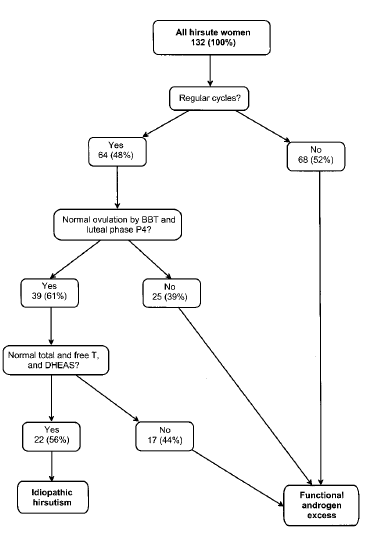 All hirsute women
132 (100%)
Regular cycles?
Yes
64 (48%)
No
68 (52%)
Normal ovulation by BBT and
luteal phase P4?
Yes
39 (61%)
No
25 (39%)
Normal total and free T,
and DHEAS?
Yes
22 (56%)
No
17 (44%)
Idiopathic
hirsutism
Functional
androgen
excess